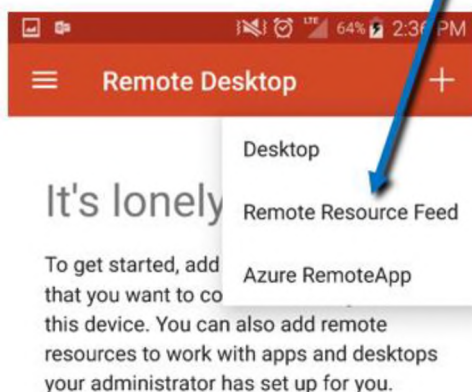 LTE 64% 2:36 PM
Remote Desktop
Desktop
Remote Resource Feed
Azure RemoteApp
It's lonely
To get started, add
that you want to co
this device. You can also add remote
resources to work with apps and desktops
your administrator has set up for you.